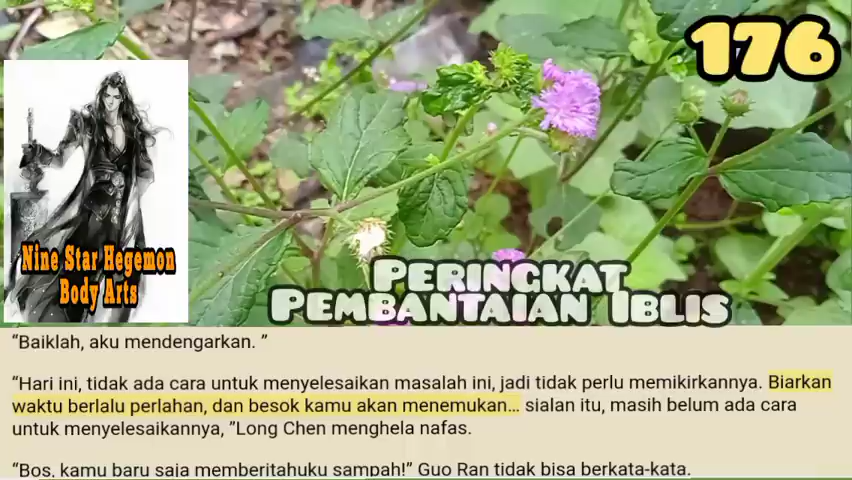 176
Nine Star Hegemon
Body Arts
PERINGKAT
PEMBANTAIAN IBLIS
“Baiklah, aku mendengarkan. ”
“Hari ini, tidak ada cara untuk menyelesaikan masalah ini, jadi tidak perlu memikirkannya. Biarkan
waktu berlalu perlahan, dan besok kamu akan menemukan... sialan itu, masih belum ada cara
untuk menyelesaikannya, ”Long Chen menghela nafas.
“Bos, kamu baru saja memberitahuku sampah!” Guo Ran tidak bisa berkata-kata.